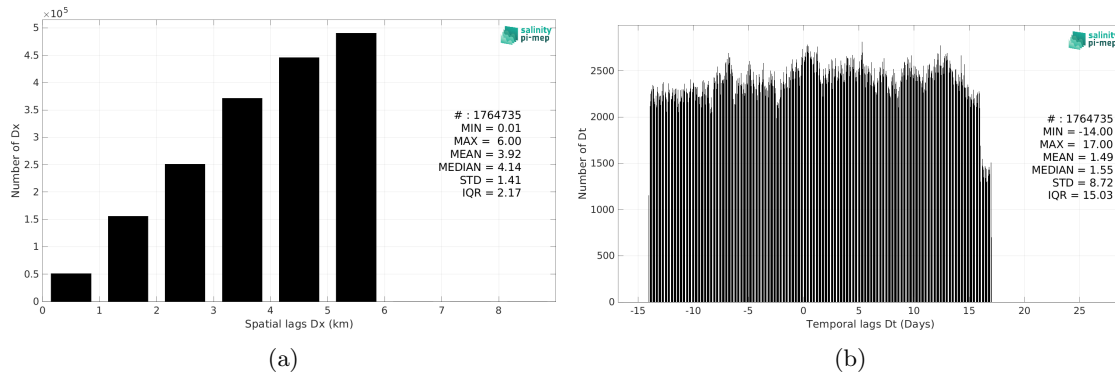 ×10⁵
5
4.5
4
3.5
3
2.5
2
1.5
1
0.5
0
Number of Dx
0 1 2 3 4 5 6 7 8
Spatial lags Dx (km)
salinity
pi-mep
# : 1764735
MIN = 0.01
MAX = 6.00
MEAN = 3.92
MEDIAN = 4.14
STD = 1.41
IQR = 2.17
(a)
2500
2000
1500
1000
500
0
Number of Dt
-15 -10 -5 0 5 10 15 20 25
Temporal lags Dt (Days)
salinity
pi-mep
# : 1764735
MIN = -14.00
MAX = 17.00
MEAN = 1.49
MEDIAN = 1.55
STD = 8.72
IQR = 15.03
(b)